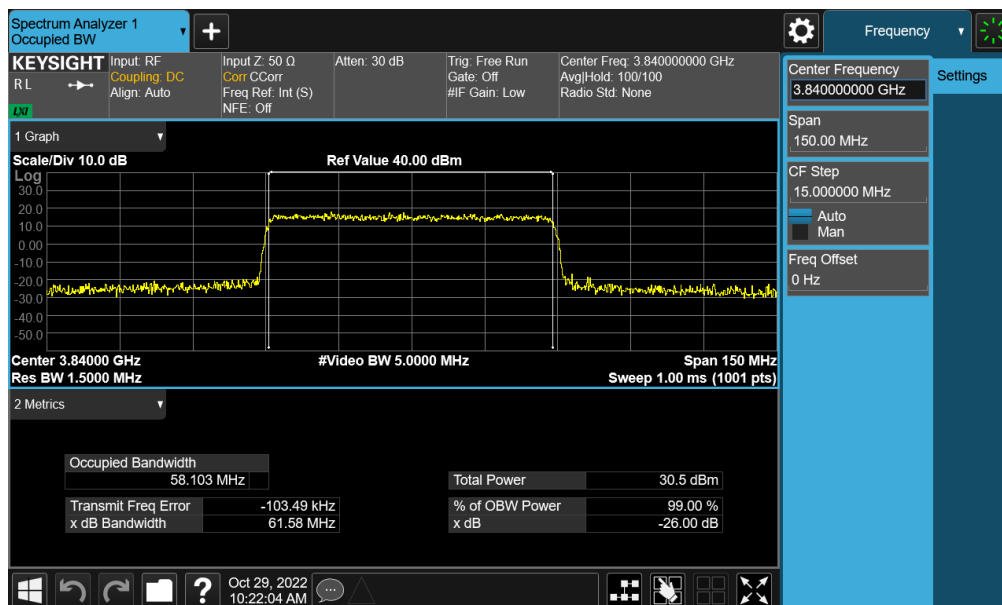 Spectrum Analyzer 1
Occupied BW
Frequency
KEYSIGHT
RL
LXI
Input: RF
Coupling: DC
Align: Auto
Input Z: 50 Ω
Corr CCorr
Freq Ref: Int (S)
NFE: Off
Atten: 30 dB
Trig: Free Run
Gate: Off
#IF Gain: Low
Center Freq: 3.840000000 GHz
Avg|Hold: 100/100
Radio Std: None
Center Frequency
3.840000000 GHz
Settings
Span
150.00 MHz
CF Step
15.000000 MHz
Auto
Man
Freq Offset
0 Hz
1 Graph
Scale/Div 10.0 dB
Ref Value 40.00 dBm
Log
30.0
20.0
10.0
0.00
-10.0
-20.0
-30.0
-40.0
-50.0
Center 3.84000 GHz
#Video BW 5.0000 MHz
Span 150 MHz
Res BW 1.5000 MHz
Sweep 1.00 ms (1001 pts)
2 Metrics
Occupied Bandwidth
58.103 MHz
Total Power 30.5 dBm
Transmit Freq Error -103.49 kHz
% of OBW Power 99.00 %
x dB Bandwidth 61.58 MHz
x dB -26.00 dB
?
Oct 29, 2022
10:22:04 AM